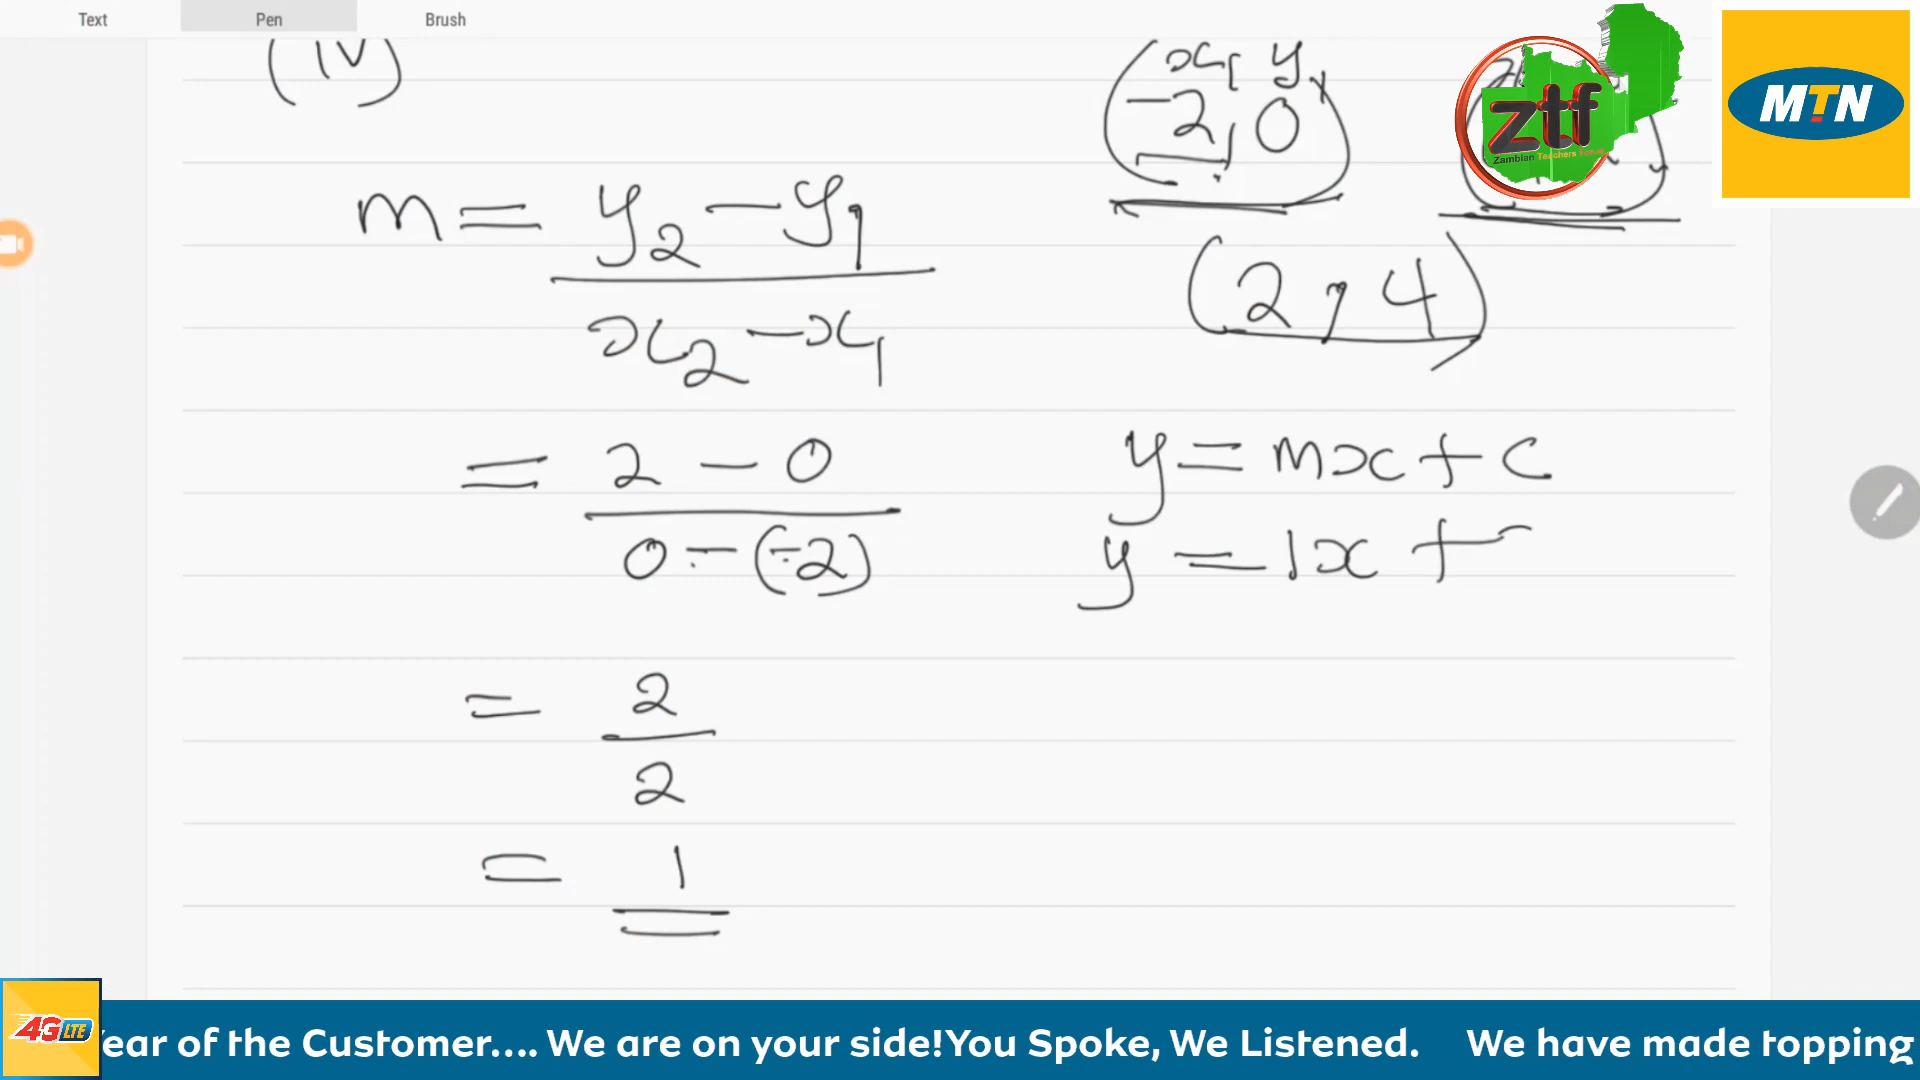 Text Pen Brush
(iv)
x₁ y₁
(-2, 0)
ztf
Zambian Teachers
MTN
m = y₂ - y₁
x₂ - x₁
(2, 4)
= 2 - 0
0 - (-2)
y = mx + c
y = 1x +
= 2
2
= 1
4G LTE
ear of the Customer.... We are on your side!You Spoke, We Listened. We have made topping